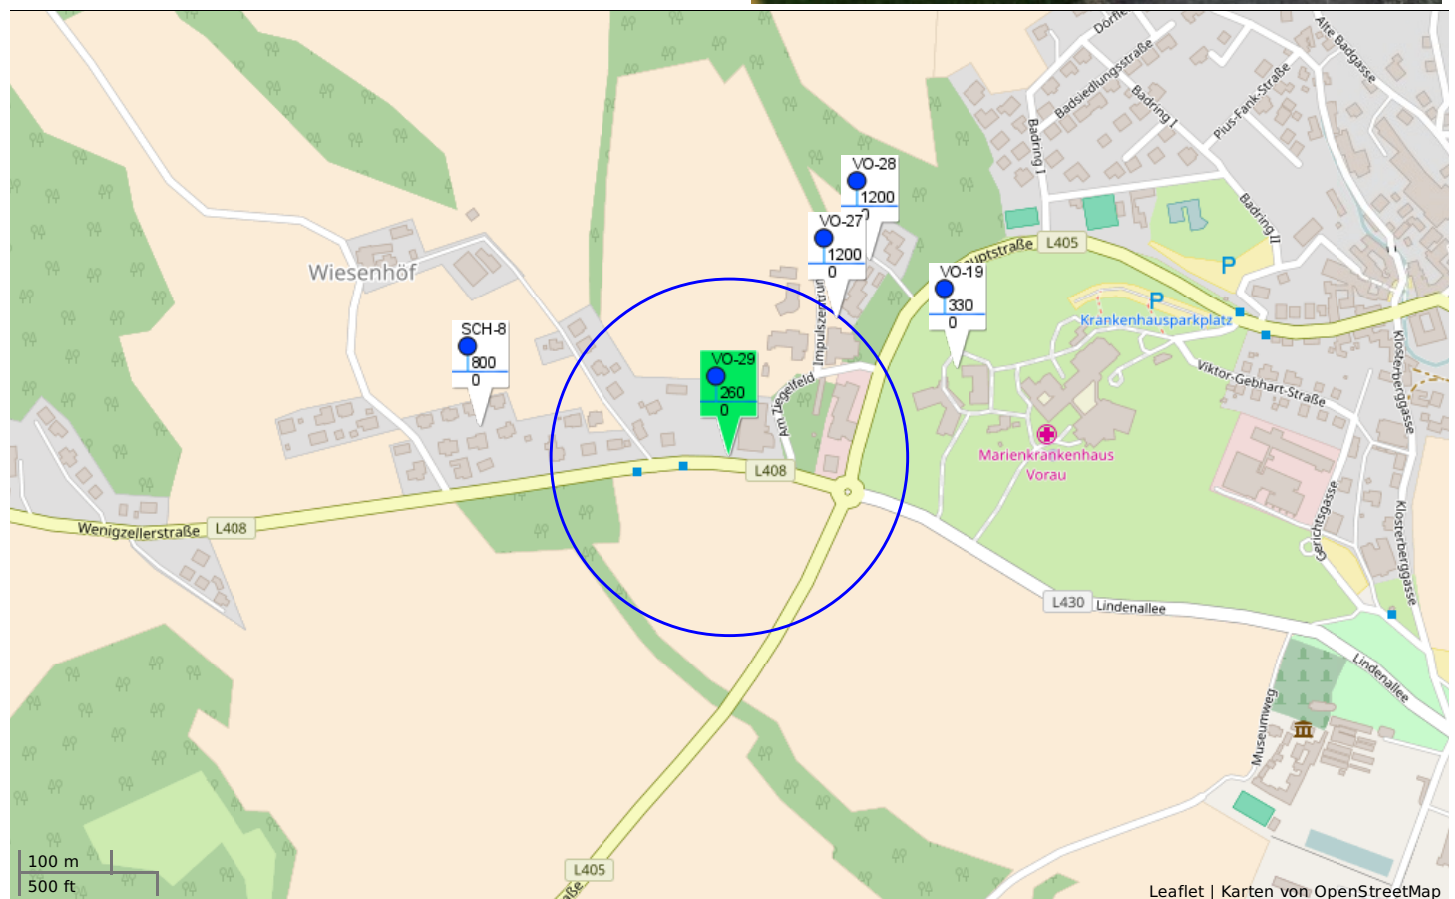 Dörfle
Alte Badgasse
Badsiedlungsstraße
Badring I
Pius-Fank-Straße
Badring I
VO-28
1200
0
Badring II
VO-27
1200
0
Hauptstraße
L405
P
P
Wiesenhöf
VO-19
330
0
Krankenhausparkplatz
SCH-8
800
0
Impulszentrum
VO-29
260
0
Viktor-Gebhart-Straße
Klosterberggasse
Am Ziegelfeld
Marienkrankenhaus
Vorau
L408
Wenigzellerstraße
L408
Gerichtsgasse
Klosterberggasse
L430
Lindenallee
Lindenallee
Museumweg
L405
aße
100 m
500 ft
Leaflet | Karten von OpenStreetMap